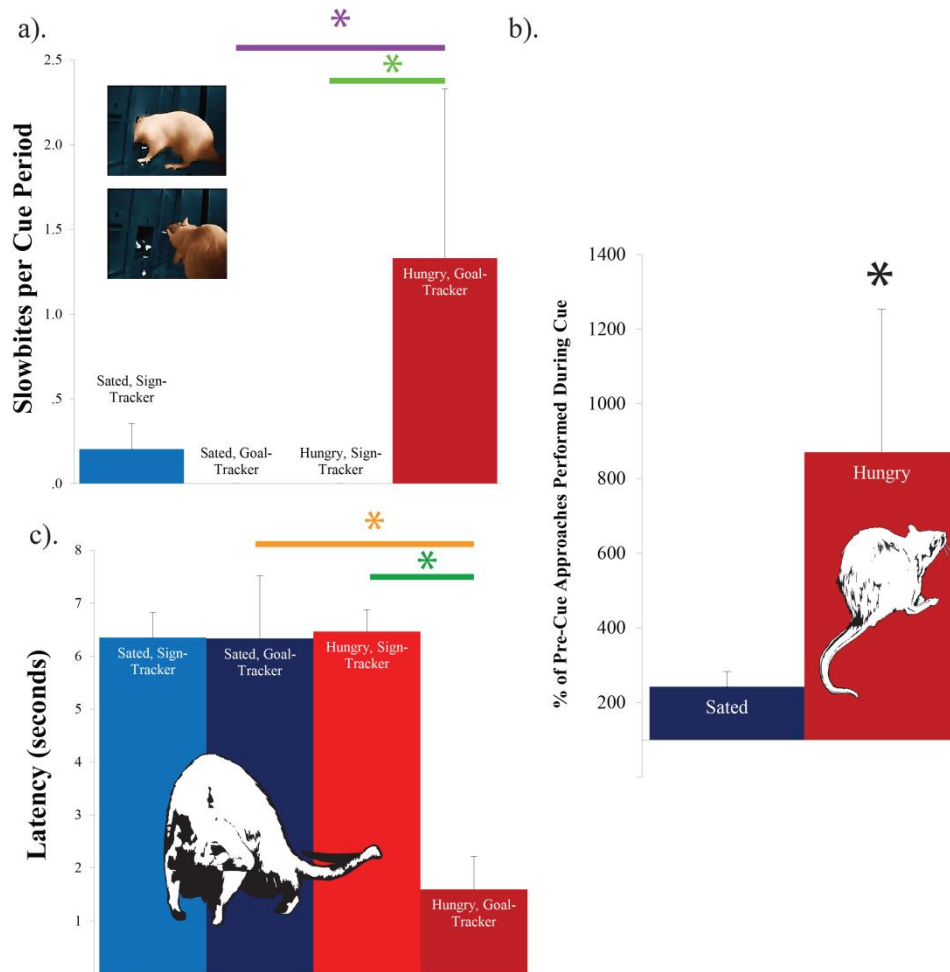 a).
*
*
2.5
2.0
1.5
1.0
.5
.0
Slowbites per Cue Period
Sated, Sign-
Tracker
Sated, Goal-
Tracker
Hungry, Sign-
Tracker
Hungry, Goal-
Tracker
b).
1400
1200
1000
800
600
400
200
% of Pre-Cue Approaches Performed During Cue
*
Sated
Hungry
c).
*
*
8
7
6
5
4
3
2
1
Latency (seconds)
Sated, Sign-
Tracker
Sated, Goal-
Tracker
Hungry, Sign-
Tracker
Hungry, Goal-
Tracker